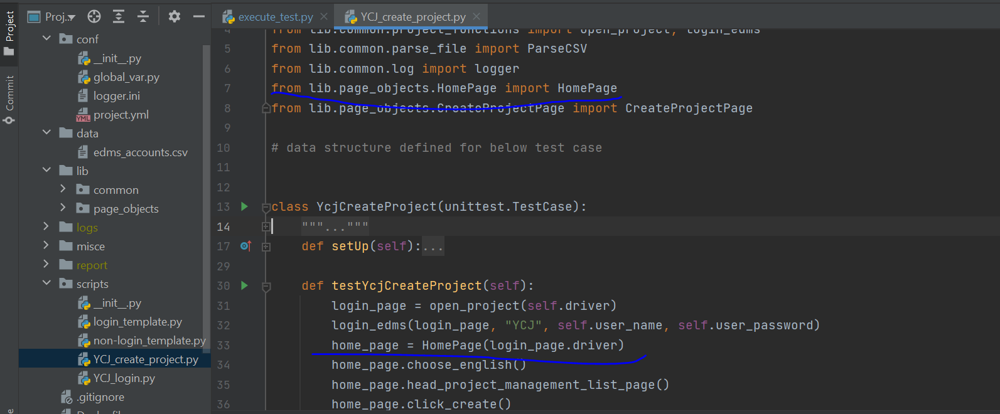 Project
Commit
Proj...
conf
__init__.py
global_var.py
logger.ini
project.yml
data
edms_accounts.csv
lib
common
page_objects
logs
misce
report
scripts
__init__.py
login_template.py
non-login_template.py
YCJ_create_project.py
YCJ_login.py
.gitignore
execute_test.py
YCJ_create_project.py
4 from lib.common.project_functions import open_project, login_edms
5 from lib.common.parse_file import ParseCSV
6 from lib.common.log import logger
7 from lib.page_objects.HomePage import HomePage
8 from lib.page_objects.CreateProjectPage import CreateProjectPage
9
10 # data structure defined for below test case
11
12
13 class YcjCreateProject(unittest.TestCase):
14 """..."""
17 def setUp(self):...
29
30 def testYcjCreateProject(self):
31 login_page = open_project(self.driver)
32 login_edms(login_page, "YCJ", self.user_name, self.user_password)
33 home_page = HomePage(login_page.driver)
34 home_page.choose_english()
35 home_page.head_project_management_list_page()
36 home_page.click_create()